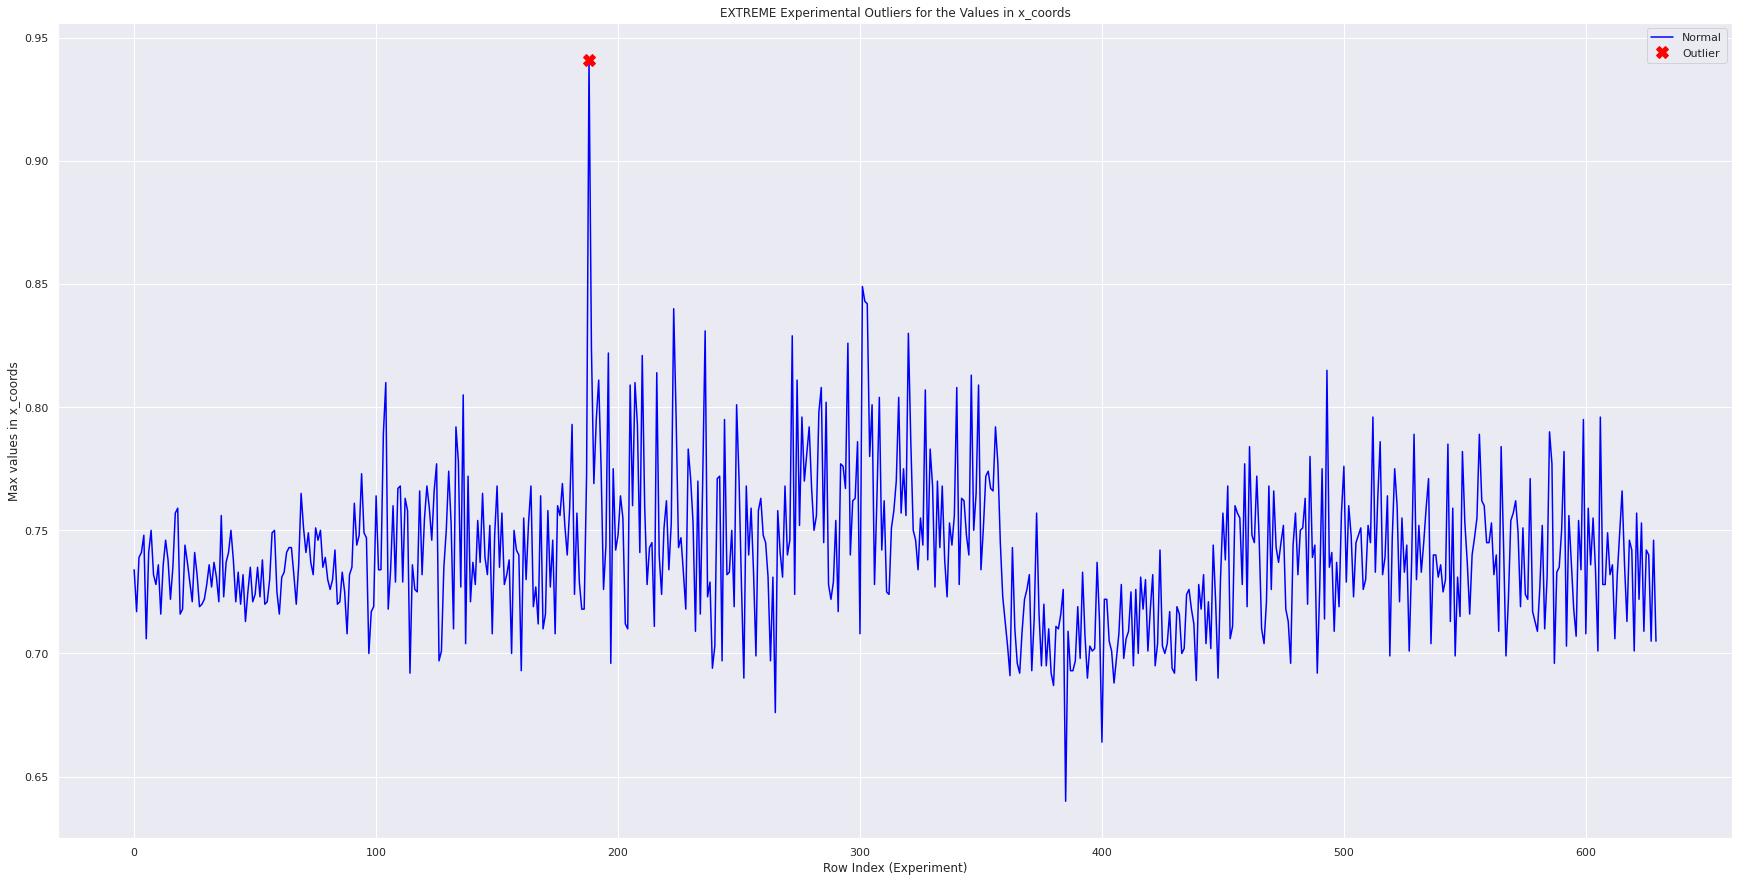 EXTREME Experimental Outliers for the Values in x_coords
Normal
Outlier
Max values in x_coords
0.95
0.90
0.85
0.80
0.75
0.70
0.65
0
100
200
300
400
500
600
Row Index (Experiment)